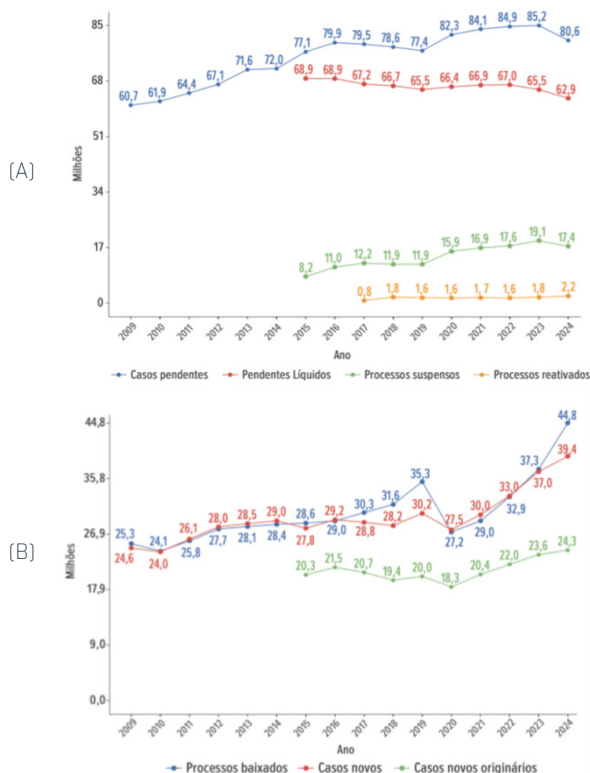 (A)
Milhões
85
68
51
34
17
0
60,7 61,9 64,4 67,1 71,6 72,0 77,1 79,9 79,5 78,6 77,4 82,3 84,1 84,9 85,2 80,6
68,9 68,9 67,2 66,7 65,5 66,4 66,9 67,0 65,5 62,9
8,2 11,0 12,2 11,9 11,9 15,9 16,9 17,6 19,1 17,4
0,8 1,8 1,6 1,6 1,7 1,6 1,8 2,2
2009 2010 2011 2012 2013 2014 2015 2016 2017 2018 2019 2020 2021 2022 2023 2024
Ano
Casos pendentes Pendentes Líquidos Processos suspensos Processos reativados
(B)
Milhões
44,8
35,8
26,9
17,9
9,0
0,0
25,3 24,1 25,8 27,7 28,1 28,4 28,6 29,0 30,3 31,6 35,3 27,2 29,0 32,9 37,3 44,8
24,6 24,0 26,1 28,0 28,5 29,0 27,8 29,2 28,8 28,2 30,2 27,5 30,0 33,0 37,0 39,4
20,3 21,5 20,7 19,4 20,0 18,3 20,4 22,0 23,6 24,3
2009 2010 2011 2012 2013 2014 2015 2016 2017 2018 2019 2020 2021 2022 2023 2024
Ano
Processos baixados Casos novos Casos novos originários